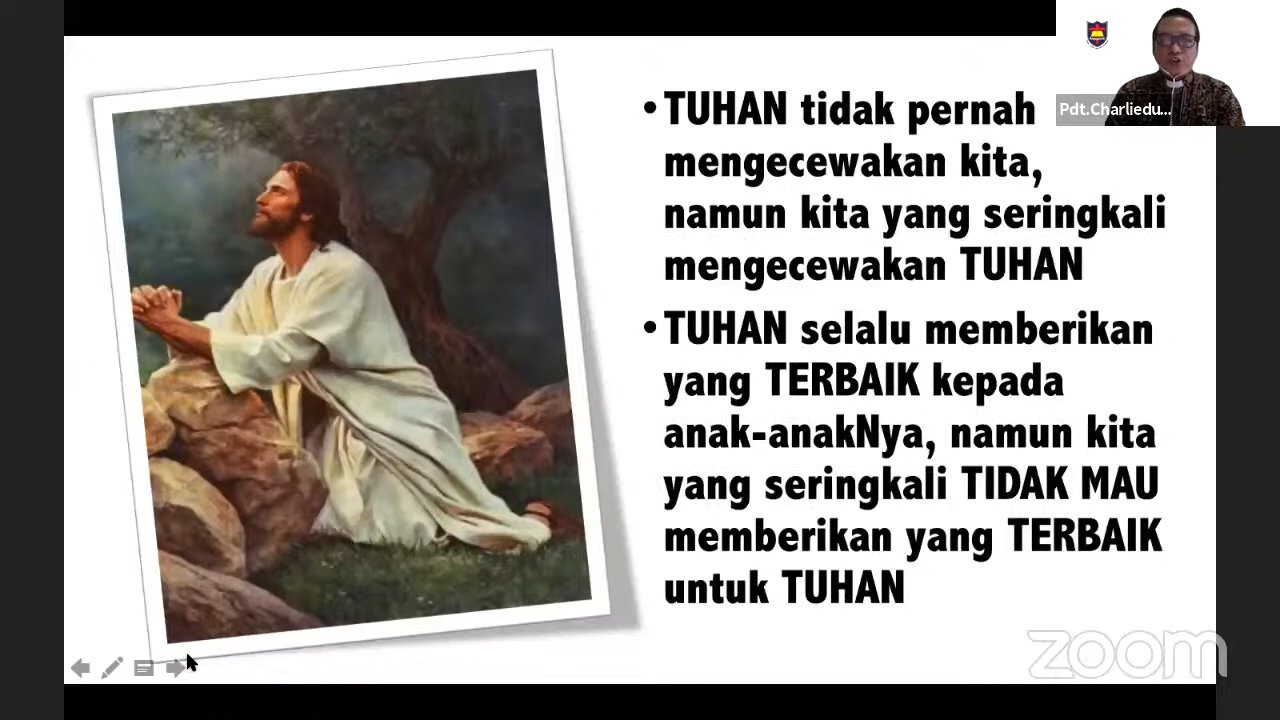 • TUHAN tidak pernah
mengecewakan kita,
namun kita yang seringkali
mengecewakan TUHAN
• TUHAN selalu memberikan
yang TERBAIK kepada
anak-anakNya, namun kita
yang seringkali TIDAK MAU
memberikan yang TERBAIK
untuk TUHAN
Pdt.Charliedu...
zoom